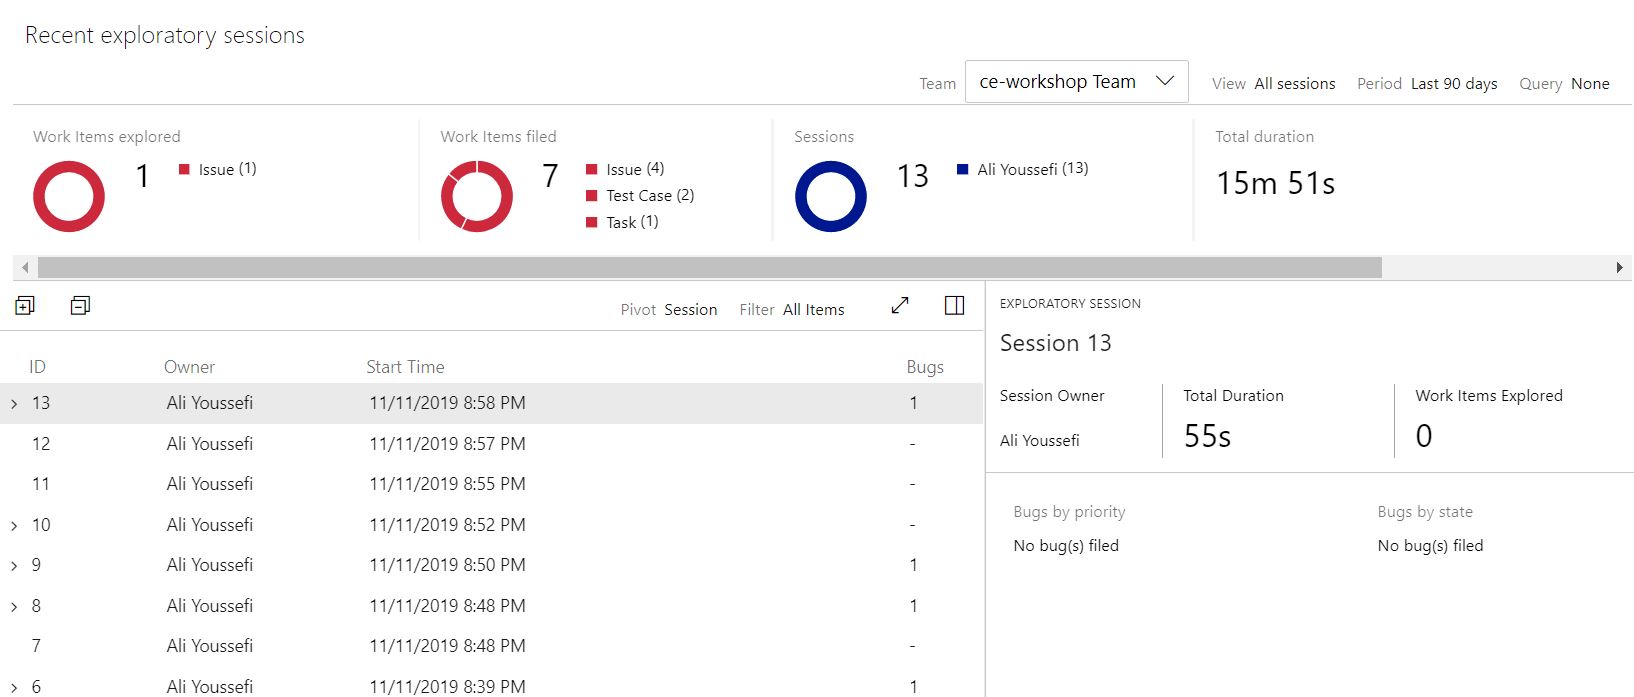 Recent exploratory sessions
Team ce-workshop Team View All sessions Period Last 90 days Query None
Work Items explored
1
Issue (1)
Work Items filed
7
Issue (4)
Test Case (2)
Task (1)
Sessions
13
Ali Youssefi (13)
Total duration
15m 51s
Pivot Session Filter All Items
ID Owner Start Time Bugs
13 Ali Youssefi 11/11/2019 8:58 PM 1
12 Ali Youssefi 11/11/2019 8:57 PM -
11 Ali Youssefi 11/11/2019 8:55 PM -
10 Ali Youssefi 11/11/2019 8:52 PM -
9 Ali Youssefi 11/11/2019 8:50 PM 1
8 Ali Youssefi 11/11/2019 8:48 PM 1
7 Ali Youssefi 11/11/2019 8:48 PM -
6 Ali Youssefi 11/11/2019 8:39 PM 1
EXPLORATORY SESSION
Session 13
Session Owner Total Duration Work Items Explored
Ali Youssefi 55s 0
Bugs by priority Bugs by state
No bug(s) filed No bug(s) filed